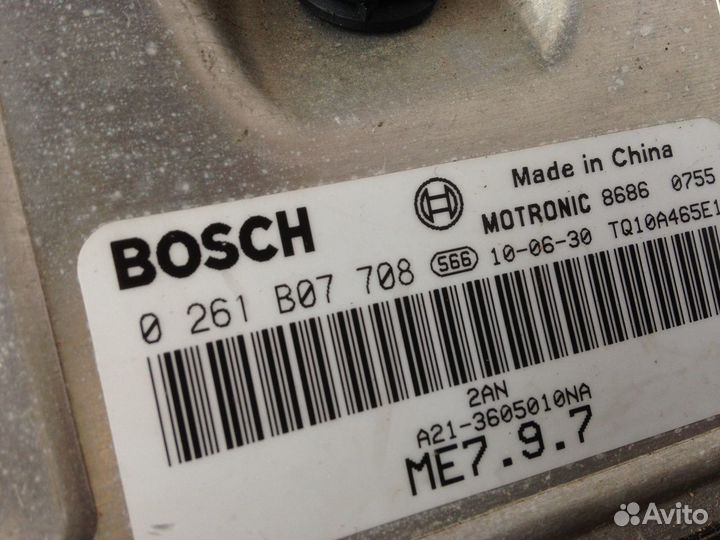 Made in China
BOSCH
MOTRONIC 8686 0755
0 261 B07 708 566 10-06-30 TQ10A465E1
2AN
A21-3605010NA
ME7.9.7
Avito